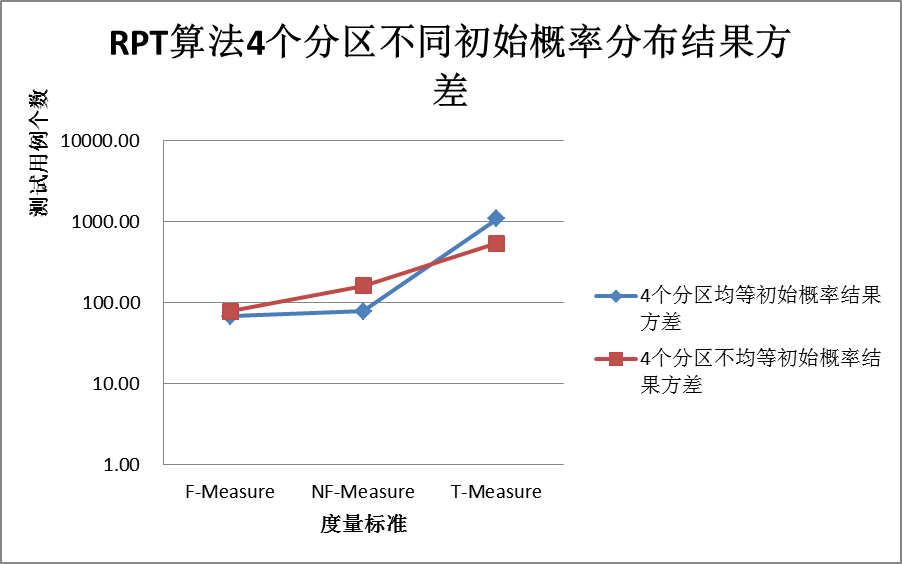 RPT算法4个分区不同初始概率分布结果方
差
测试用例个数
10000.00
1000.00
100.00
10.00
1.00
F-Measure
NF-Measure
T-Measure
度量标准
4个分区均等初始概率结果
方差
4个分区不均等初始概率结
果方差